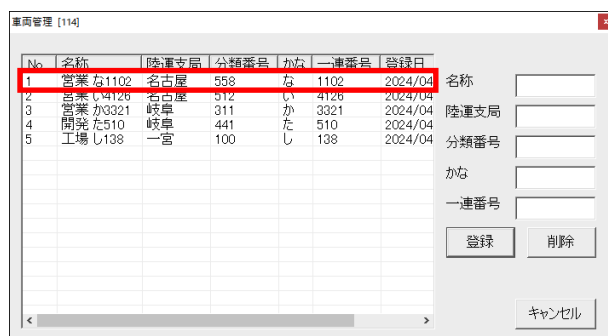 車両管理 [114]
No 名称 陸運支局 分類番号 かな 一連番号 登録日
1 営業 な1102 名古屋 558 な 1102 2024/04
2 営業 い4126 名古屋 512 い 4126 2024/04
3 営業 か3321 岐阜 311 か 3321 2024/04
4 開発 た510 岐阜 441 た 510 2024/04
5 工場 し138 一宮 100 し 138 2024/04
名称
陸運支局
分類番号
かな
一連番号
登録 削除
キャンセル